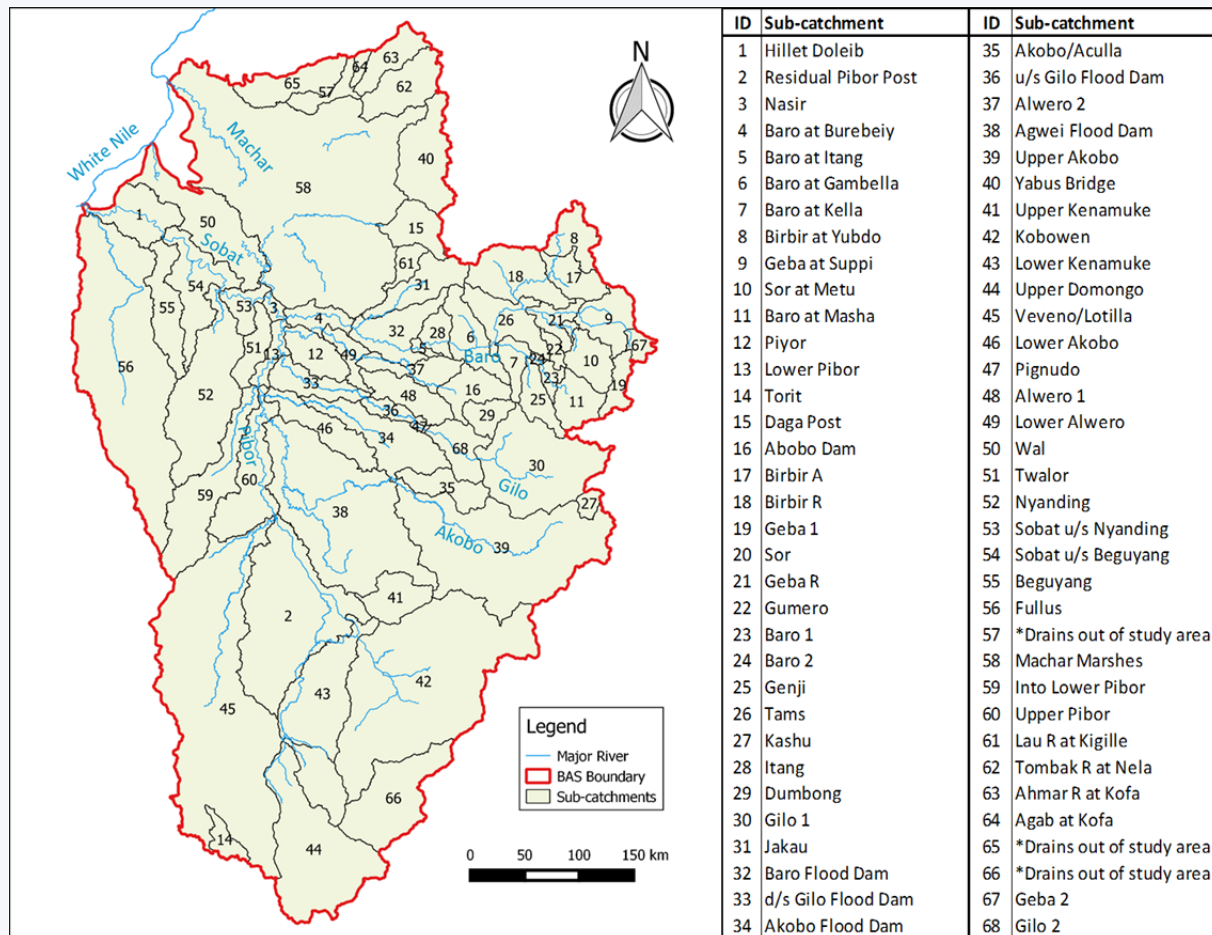 63
64
65
57
62
N
White Nile
Machar
40
58
1
50
15
Sobat
8
61
18
17
31
54
55
53
3
4
32
28
6
26
21
9
5
Baro
22
67
51
13
12
49
37
7
24
10
56
33
16
23
19
52
48
25
11
36
29
46
34
47
68
30
Pibor
Gilo
60
35
59
27
38
Akobo
39
41
2
45
43
42
66
14
44
Legend
Major River
BAS Boundary
Sub-catchments
0 50 100 150 km
ID Sub-catchment ID Sub-catchment
1 Hillet Doleib 35 Akobo/Aculla
2 Residual Pibor Post 36 u/s Gilo Flood Dam
3 Nasir 37 Alwero 2
4 Baro at Burebeiy 38 Agwei Flood Dam
5 Baro at Itang 39 Upper Akobo
6 Baro at Gambella 40 Yabus Bridge
7 Baro at Kella 41 Upper Kenamuke
8 Birbir at Yubdo 42 Kobowen
9 Geba at Suppi 43 Lower Kenamuke
10 Sor at Metu 44 Upper Domongo
11 Baro at Masha 45 Veveno/Lotilla
12 Piyor 46 Lower Akobo
13 Lower Pibor 47 Pignudo
14 Torit 48 Alwero 1
15 Daga Post 49 Lower Alwero
16 Abobo Dam 50 Wal
17 Birbir A 51 Twalor
18 Birbir R 52 Nyanding
19 Geba 1 53 Sobat u/s Nyanding
20 Sor 54 Sobat u/s Beguyang
21 Geba R 55 Beguyang
22 Gumero 56 Fullus
23 Baro 1 57 *Drains out of study area
24 Baro 2 58 Machar Marshes
25 Genji 59 Into Lower Pibor
26 Tams 60 Upper Pibor
27 Kashu 61 Lau R at Kigille
28 Itang 62 Tombak R at Nela
29 Dumbong 63 Ahmar R at Kofa
30 Gilo 1 64 Agab at Kofa
31 Jakau 65 *Drains out of study area
32 Baro Flood Dam 66 *Drains out of study area
33 d/s Gilo Flood Dam 67 Geba 2
34 Akobo Flood Dam 68 Gilo 2